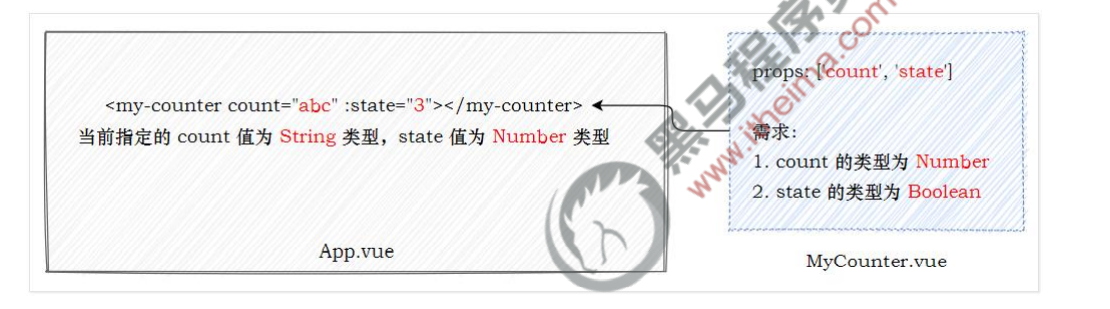 <my-counter count="abc" :state="3"></my-counter>
当前指定的 count 值为 String 类型，state 值为 Number 类型
App.vue
props: ['count', 'state']
需求：
1. count 的类型为 Number
2. state 的类型为 Boolean
MyCounter.vue
黑马程序员
www.itheima.com